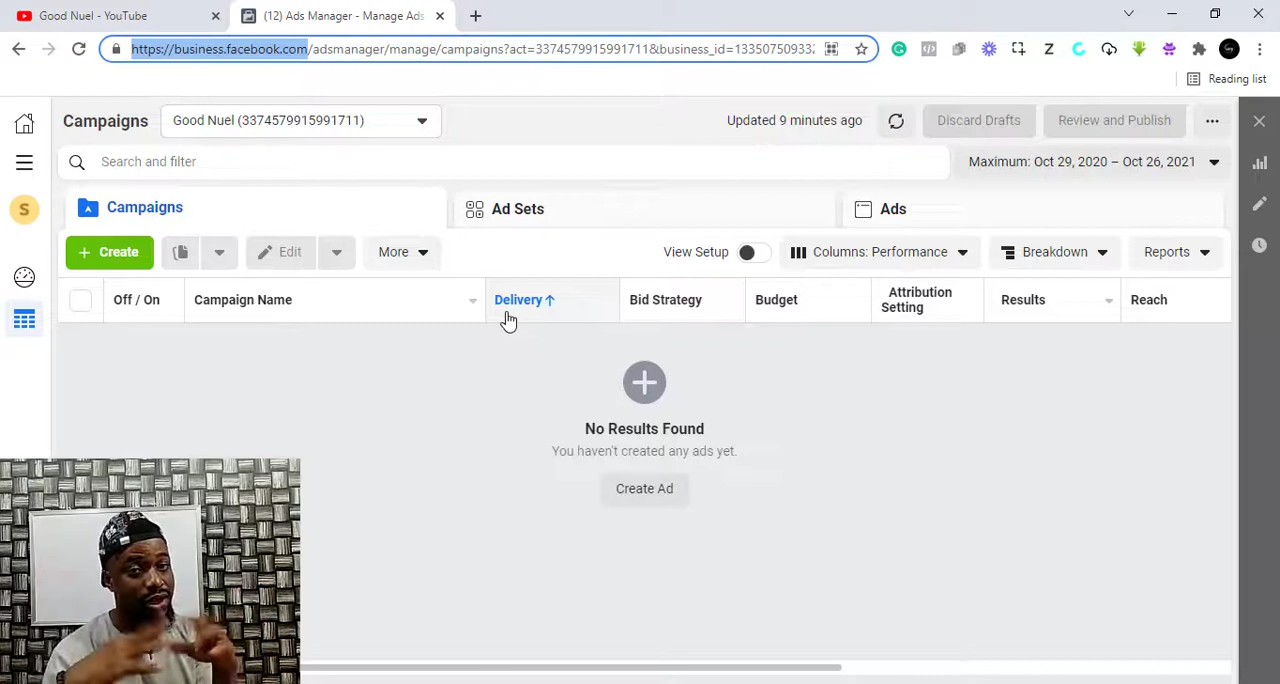 Good Nuel - YouTube
(12) Ads Manager - Manage Ads
https://business.facebook.com/adsmanager/manage/campaigns?act=3374579915991711&business_id=13350750933
Z
Reading list
Campaigns
Good Nuel (3374579915991711)
Updated 9 minutes ago
Discard Drafts
Review and Publish
Search and filter
Maximum: Oct 29, 2020 – Oct 26, 2021
S
Campaigns
Ad Sets
Ads
+ Create
Edit
More
View Setup
Columns: Performance
Breakdown
Reports
Off / On
Campaign Name
Delivery ↑
Bid Strategy
Budget
Attribution
Setting
Results
Reach
No Results Found
You haven't created any ads yet.
Create Ad